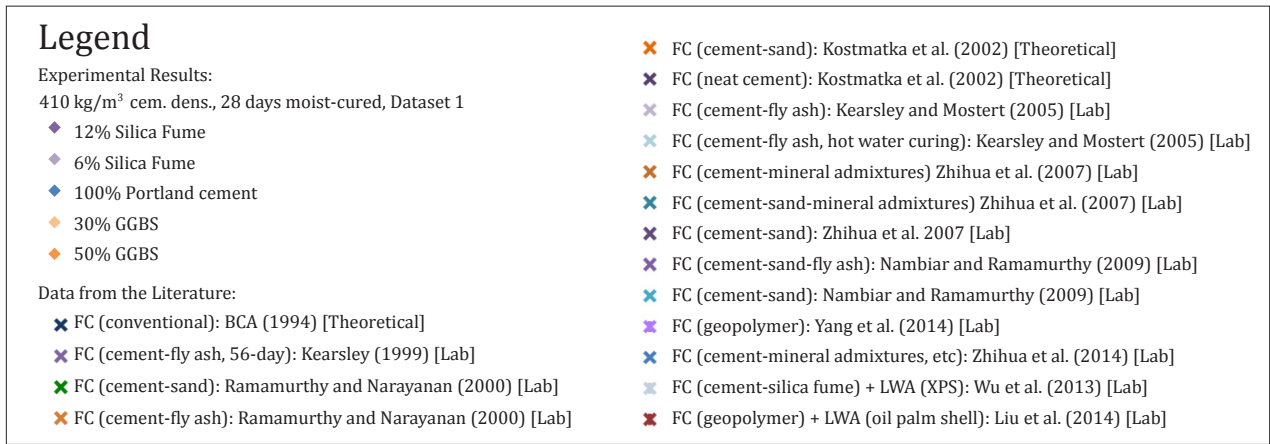 Legend
Experimental Results:
410 kg/m³ cem. dens., 28 days moist-cured, Dataset 1
12% Silica Fume
6% Silica Fume
100% Portland cement
30% GGBS
50% GGBS
Data from the Literature:
FC (conventional): BCA (1994) [Theoretical]
FC (cement-fly ash, 56-day): Kearsley (1999) [Lab]
FC (cement-sand): Ramamurthy and Narayanan (2000) [Lab]
FC (cement-fly ash): Ramamurthy and Narayanan (2000) [Lab]
FC (cement-sand): Kostmatka et al. (2002) [Theoretical]
FC (neat cement): Kostmatka et al. (2002) [Theoretical]
FC (cement-fly ash): Kearsley and Mostert (2005) [Lab]
FC (cement-fly ash, hot water curing): Kearsley and Mostert (2005) [Lab]
FC (cement-mineral admixtures) Zhihua et al. (2007) [Lab]
FC (cement-sand-mineral admixtures) Zhihua et al. (2007) [Lab]
FC (cement-sand): Zhihua et al. 2007 [Lab]
FC (cement-sand-fly ash): Nambiar and Ramamurthy (2009) [Lab]
FC (cement-sand): Nambiar and Ramamurthy (2009) [Lab]
FC (geopolymer): Yang et al. (2014) [Lab]
FC (cement-mineral admixtures, etc): Zhihua et al. (2014) [Lab]
FC (cement-silica fume) + LWA (XPS): Wu et al. (2013) [Lab]
FC (geopolymer) + LWA (oil palm shell): Liu et al. (2014) [Lab]